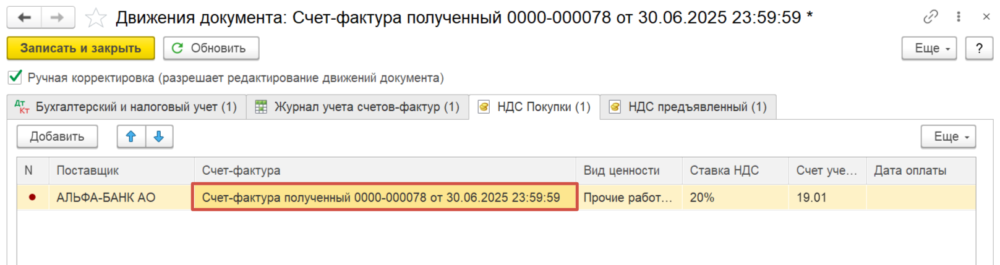 Движения документа: Счет-фактура полученный 0000-000078 от 30.06.2025 23:59:59 *
Записать и закрыть Обновить Еще ?
Ручная корректировка (разрешает редактирование движений документа)
Дт Кт Бухгалтерский и налоговый учет (1) Журнал учета счетов-фактур (1) НДС Покупки (1) НДС предъявленный (1)
Добавить Еще
N Поставщик Счет-фактура Вид ценности Ставка НДС Счет уче... Дата оплаты
АЛЬФА-БАНК АО Счет-фактура полученный 0000-000078 от 30.06.2025 23:59:59 Прочие работ... 20% 19.01